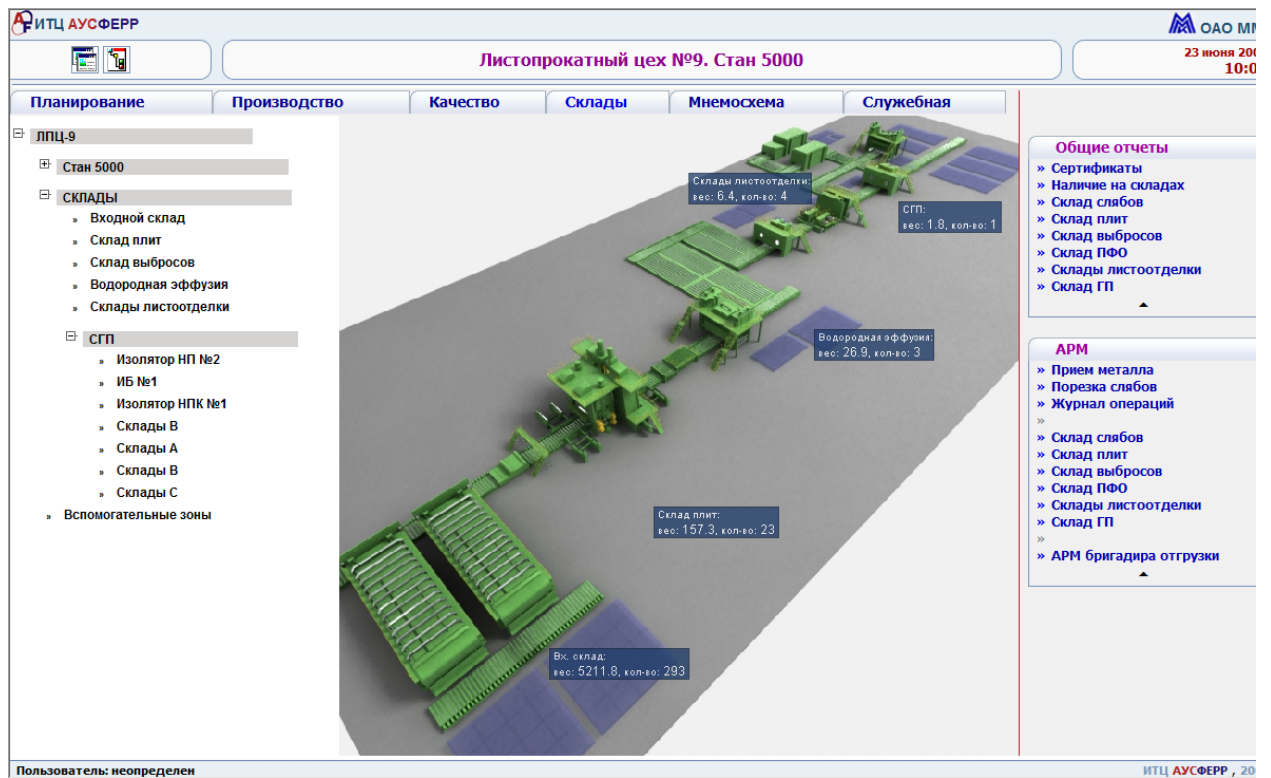 ИТЦ АУСФЕРР
ОАО
Листопрокатный цех №9. Стан 5000
23 июня
Планирование
Производство
Качество
Склады
Мнемосхема
Служебная
ЛПЦ-9
Стан 5000
СКЛАДЫ
» Входной склад
» Склад плит
» Склад выбросов
» Водородная эффузия
» Склады листоотделки
СГП
» Изолятор НП №2
» ИБ №1
» Изолятор НПК №1
» Склады В
» Склады А
» Склады В
» Склады С
» Вспомогательные зоны
Склады листоотделки:
вес: 6.4, кол-во: 4
СГП:
вес: 1.8, кол-во: 1
Водородная эффузия:
вес: 26.9, кол-во: 3
Склад плит:
вес: 157.3, кол-во: 23
Вх. склад:
вес: 5211.8, кол-во: 293
Общие отчеты
» Сертификаты
» Наличие на складах
» Склад слябов
» Склад плит
» Склад выбросов
» Склад ПФО
» Склады листоотделки
» Склад ГП
АРМ
» Прием металла
» Порезка слябов
» Журнал операций
»
» Склад слябов
» Склад плит
» Склад выбросов
» Склад ПФО
» Склады листоотделки
» Склад ГП
»
» АРМ бригадира отгрузки
Пользователь: неопределен
ИТЦ АУСФЕРР ,